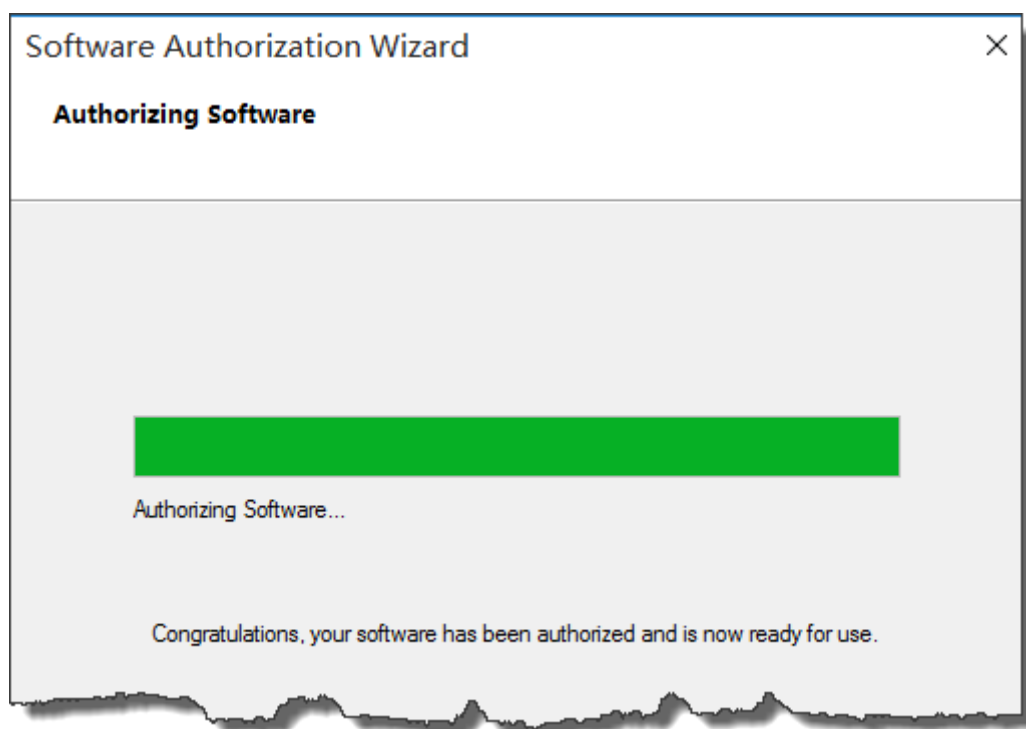 Software Authorization Wizard
Authorizing Software
Authorizing Software...
Congratulations, your software has been authorized and is now ready for use.